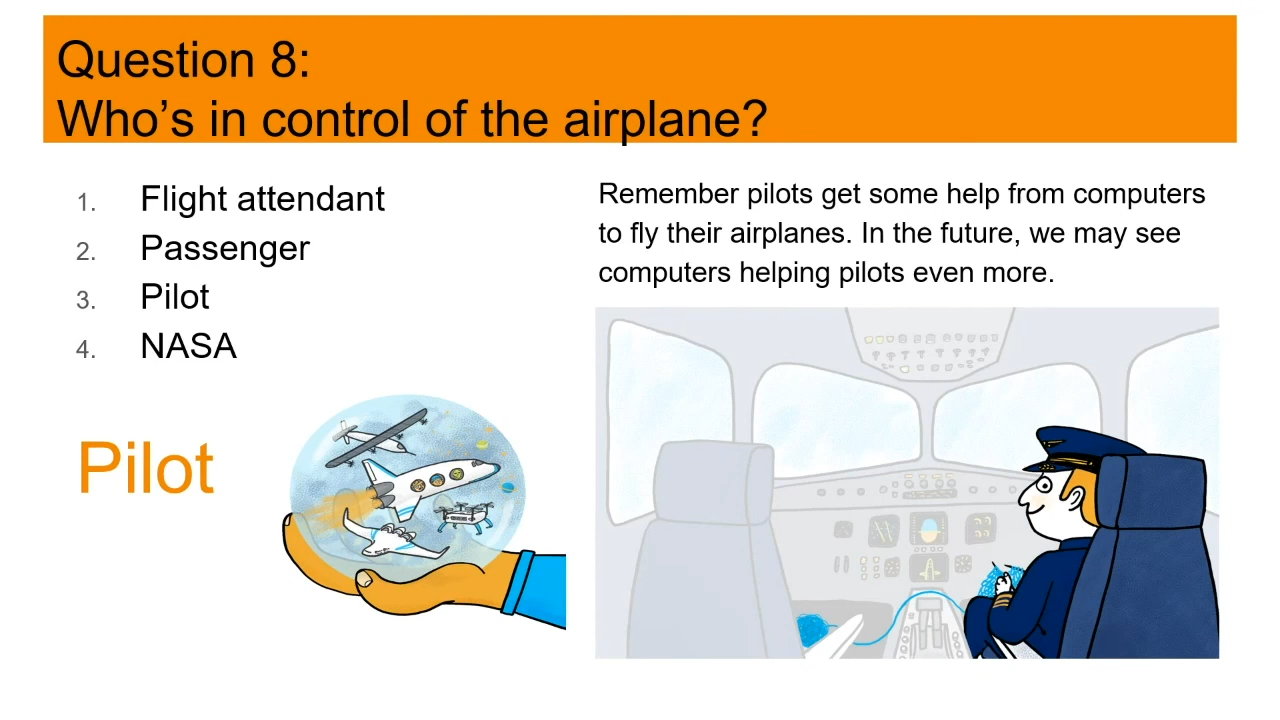 Question 8:
Who’s in control of the airplane?
1. Flight attendant
2. Passenger
3. Pilot
4. NASA
Pilot
Remember pilots get some help from computers
to fly their airplanes. In the future, we may see
computers helping pilots even more.